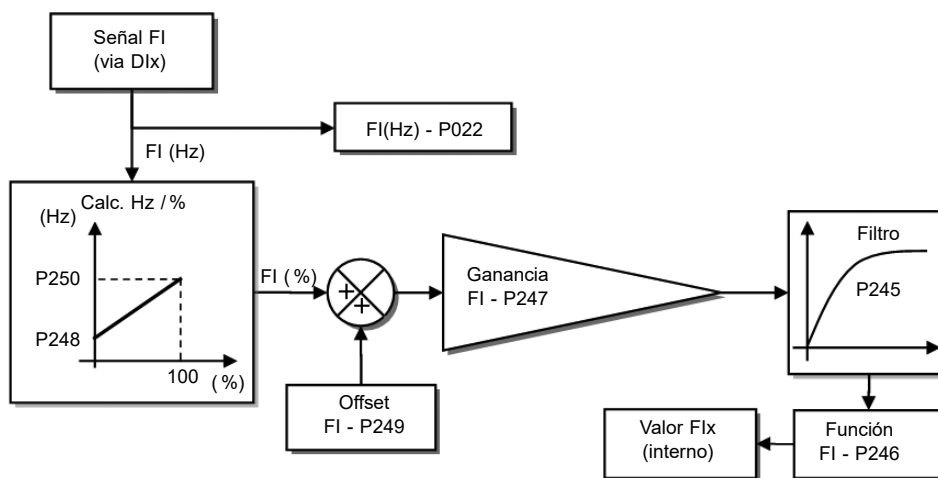 Señal FI
(via DIx)
FI(Hz) - P022
FI (Hz)
Calc. Hz / %
(Hz)
P250
P248
100
(%)
FI (%)
+
+
Offset
FI - P249
Ganancia
FI - P247
Filtro
P245
Función
FI - P246
Valor FIx
(interno)